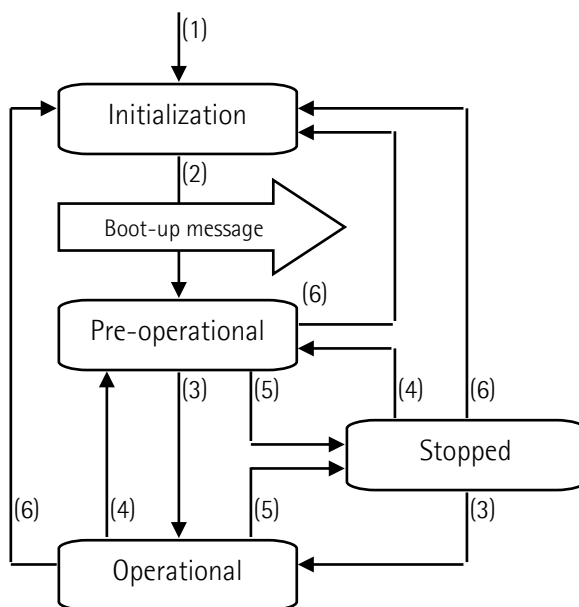 (1)
Initialization
(2)
Boot-up message
(6)
Pre-operational
(3)
(5)
(4)
(6)
Stopped
(6)
(4)
(5)
(3)
Operational